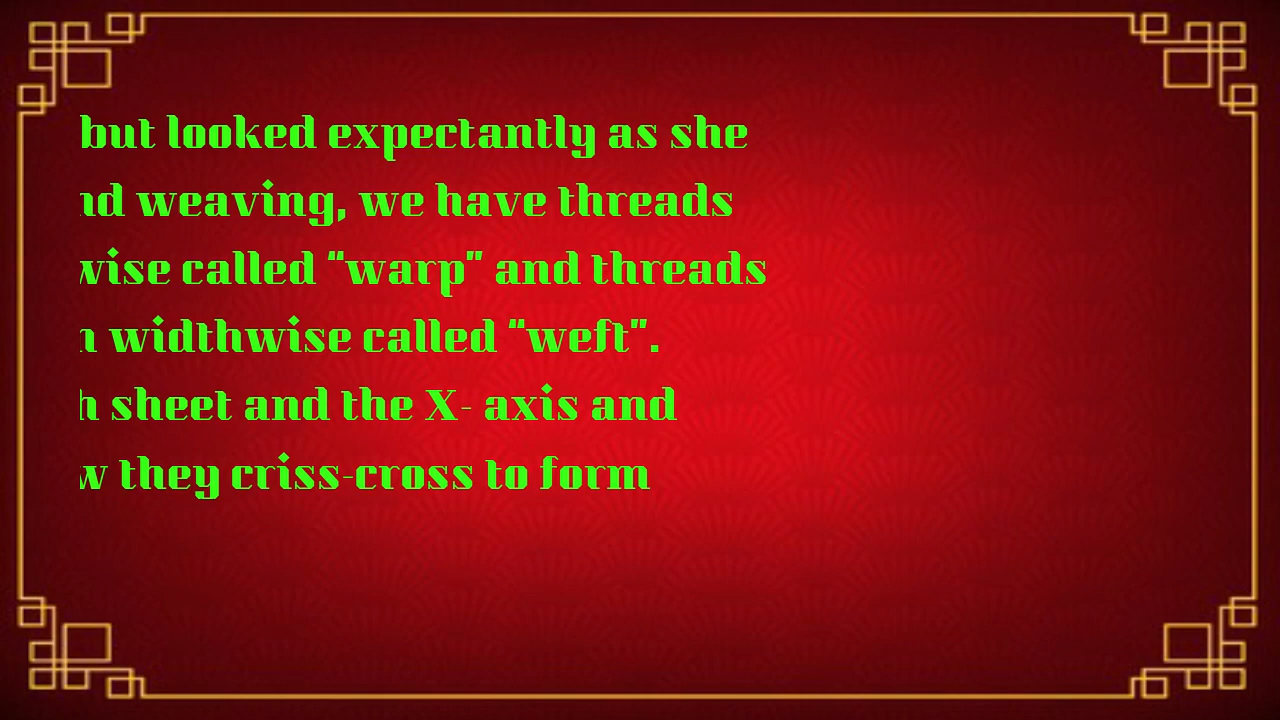 but looked expectantly as she
weaving, we have threads
called “warp” and threads
widthwise called “weft”.
sheet and the X- axis and
they criss-cross to form